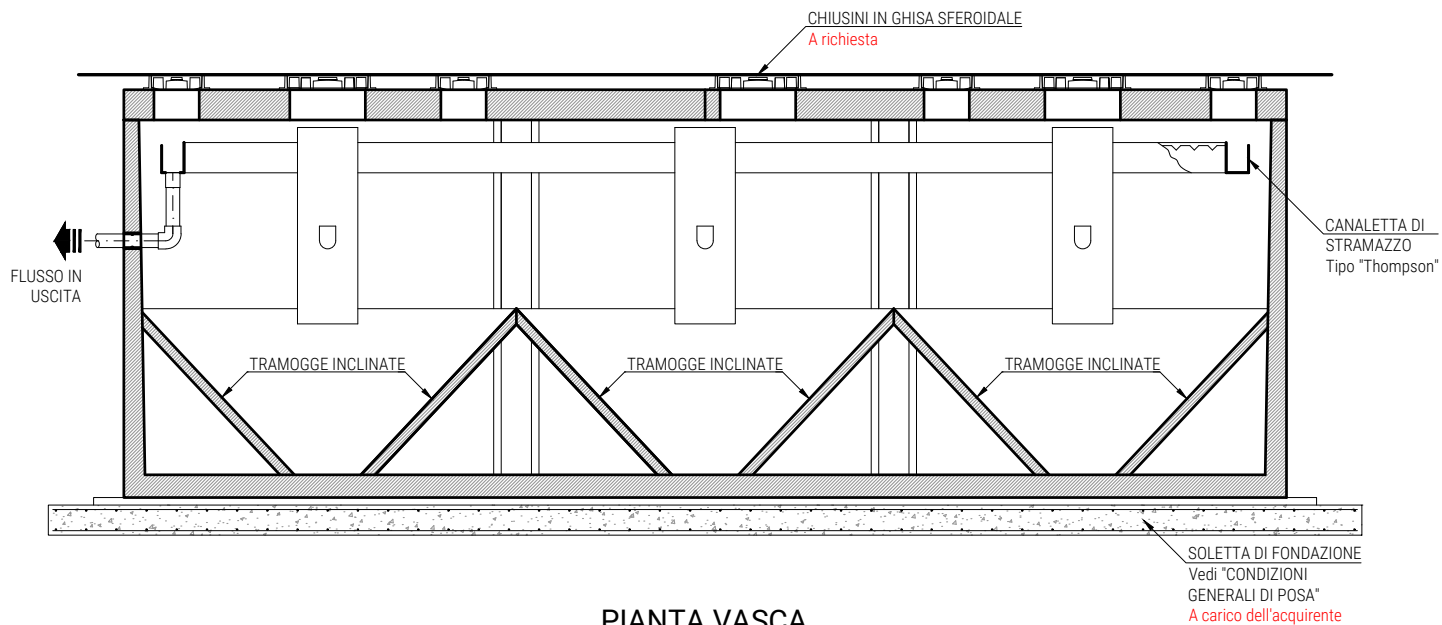 CHIUSINI IN GHISA SFEROIDALE
A richiesta
CANALETTA DI
STRAMAZZO
Tipo "Thompson"
FLUSSO IN
USCITA
TRAMOGGE INCLINATE
TRAMOGGE INCLINATE
TRAMOGGE INCLINATE
SOLETTA DI FONDAZIONE
Vedi "CONDIZIONI
GENERALI DI POSA"
A carico dell'acquirente
PIANTA VASCA